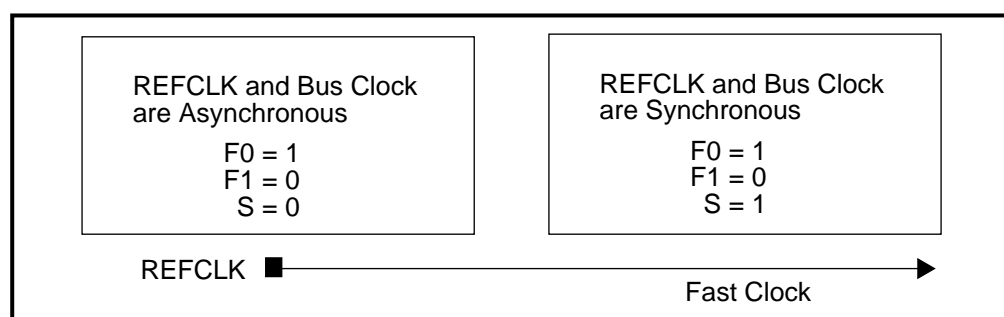 REFCLK and Bus Clock
are Asynchronous
F0 = 1
F1 = 0
S = 0
REFCLK and Bus Clock
are Synchronous
F0 = 1
F1 = 0
S = 1
REFCLK
Fast Clock